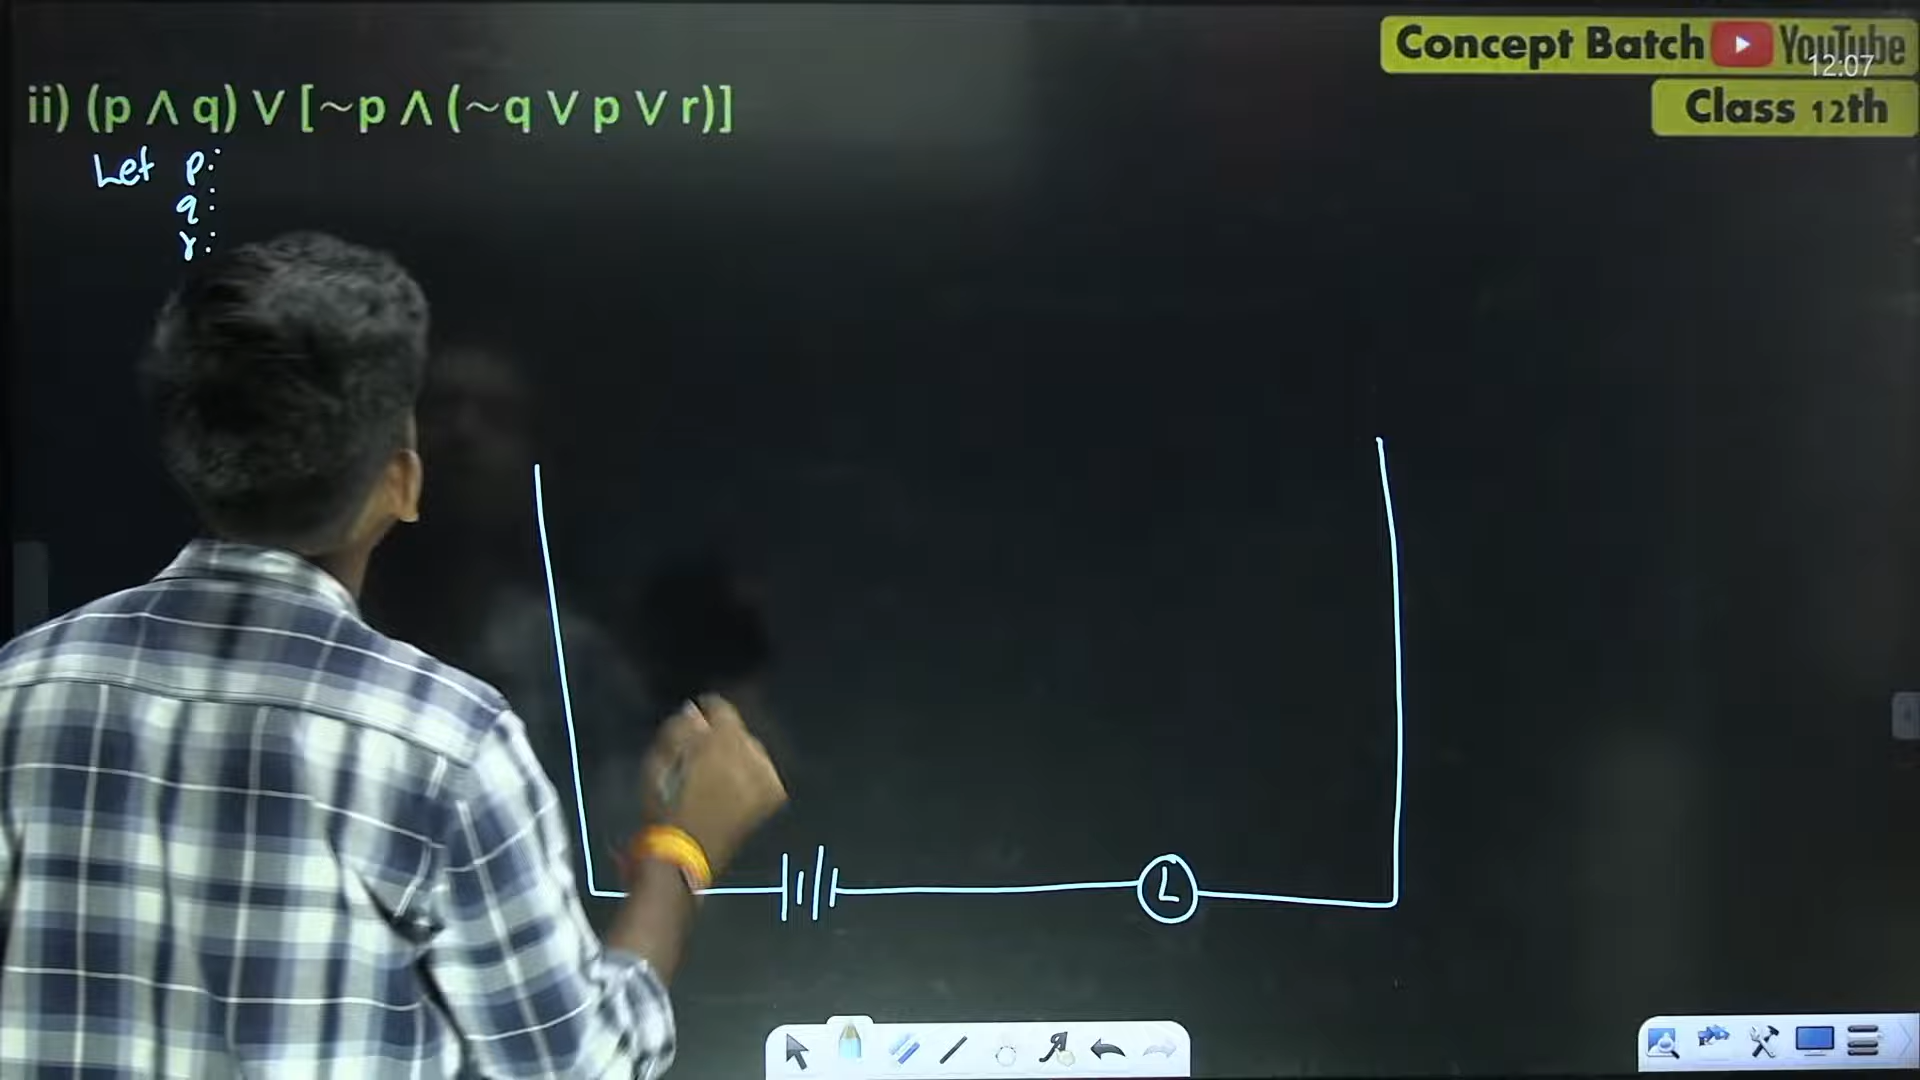 Concept Batch YouTube
12:07
Class 12th
ii) (p ∧ q) ∨ [~p ∧ (~q ∨ p ∨ r)]
Let p:
q:
r:
L